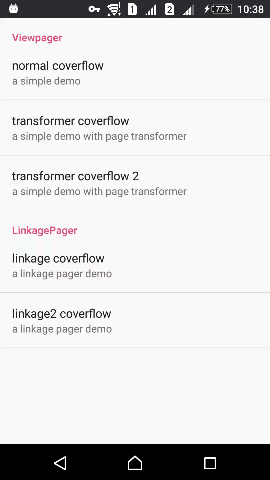 1 2 77% 10:38
Viewpager
normal coverflow
a simple demo
transformer coverflow
a simple demo with page transformer
transformer coverflow 2
a simple demo with page transformer
LinkagePager
linkage coverflow
a linkage pager demo
linkage2 coverflow
a linkage pager demo